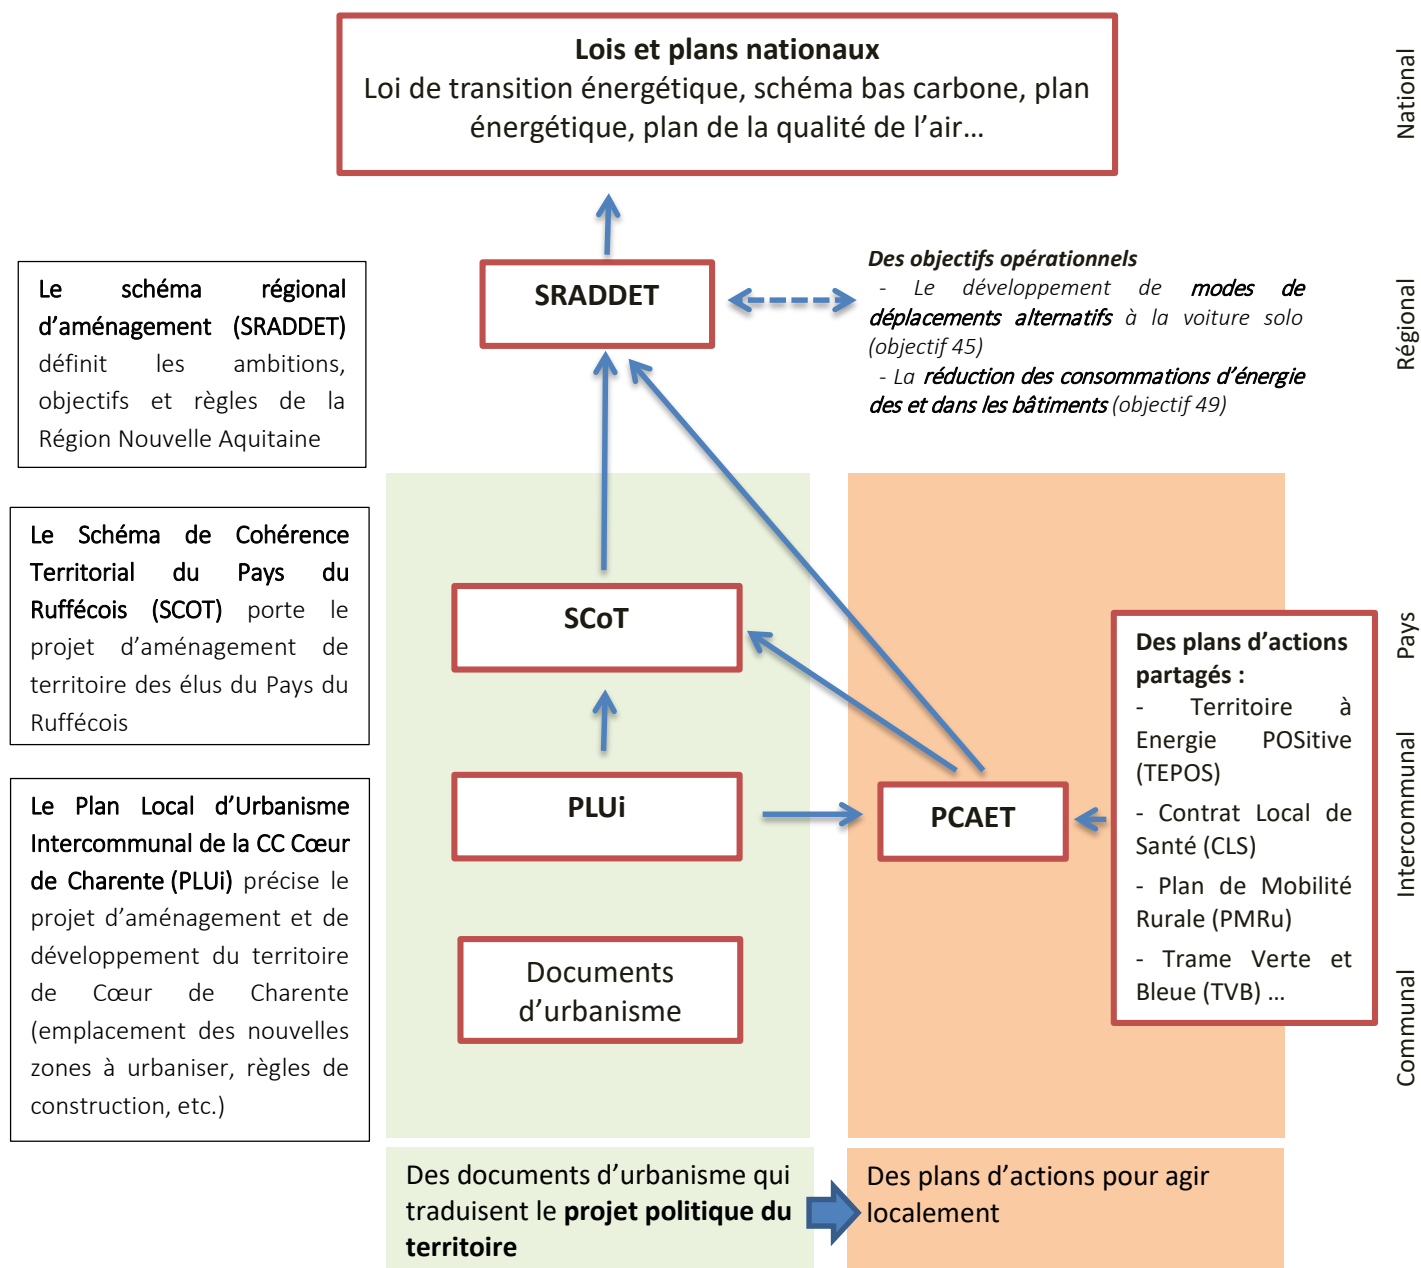 Lois et plans nationaux
Loi de transition énergétique, schéma bas carbone, plan
énergétique, plan de la qualité de l’air…
National
Le schéma régional
d’aménagement (SRADDET)
définit les ambitions,
objectifs et règles de la
Région Nouvelle Aquitaine
SRADDET
Des objectifs opérationnels
- Le développement de modes de
déplacements alternatifs à la voiture solo
(objectif 45)
- La réduction des consommations d’énergie
des et dans les bâtiments (objectif 49)
Régional
Le Schéma de Cohérence
Territorial du Pays du
Ruffécois (SCOT) porte le
projet d’aménagement de
territoire des élus du Pays du
Ruffécois
SCoT
Pays
Le Plan Local d’Urbanisme
Intercommunal de la CC Cœur
de Charente (PLUi) précise le
projet d’aménagement et de
développement du territoire
de Cœur de Charente
(emplacement des nouvelles
zones à urbaniser, règles de
construction, etc.)
PLUi
PCAET
Des plans d’actions
partagés :
- Territoire à
Energie POSitive
(TEPOS)
- Contrat Local de
Santé (CLS)
- Plan de Mobilité
Rurale (PMRu)
- Trame Verte et
Bleue (TVB) …
Intercommunal
Documents
d’urbanisme
Communal
Des documents d’urbanisme qui
traduisent le projet politique du
territoire
Des plans d’actions pour agir
localement